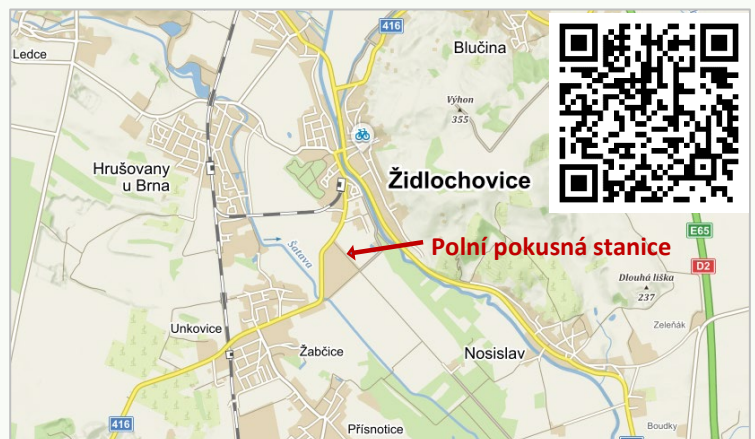 416
Ledce
Blučina
Výhon
355
Hrušovany
u Brna
Židlochovice
E65
D2
Šatava
Polní pokusná stanice
Dlouhá liška
237
Unkovice
Zeleňák
Žabčice
Nosislav
416
Přísnotice
Boudky